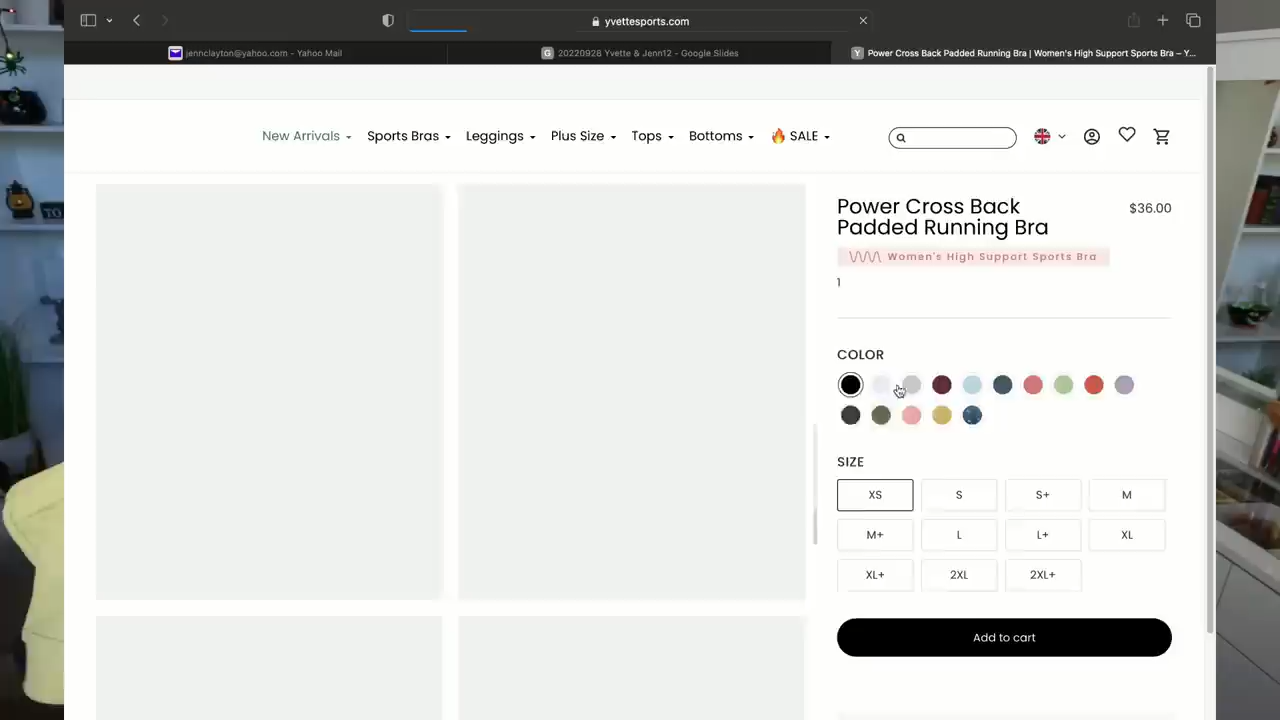 yvettesports.com
jennclayton@yahoo.com - Yahoo Mail
G 20220928 Yvette & Jenn12 - Google Slides
Y Power Cross Back Padded Running Bra | Women's High Support Sports Bra – Y...
New Arrivals Sports Bras Leggings Plus Size Tops Bottoms SALE
Power Cross Back $36.00
Padded Running Bra
Women's High Support Sports Bra
1
COLOR
SIZE
XS S S+ M
M+ L L+ XL
XL+ 2XL 2XL+
Add to cart
TO